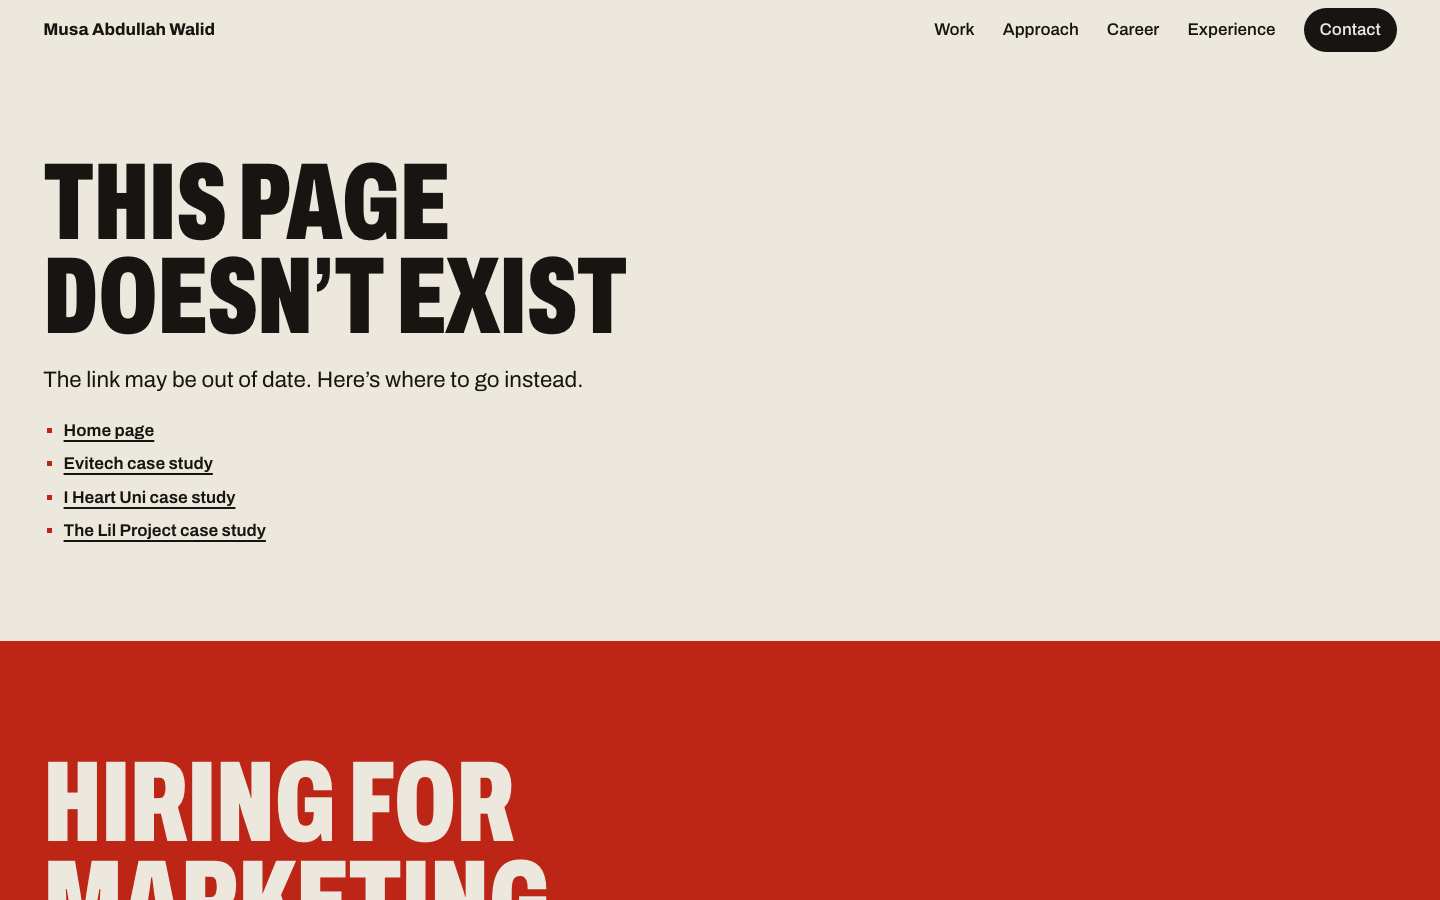 Musa Abdullah Walid
Work
Approach
Career
Experience
Contact
THIS PAGE
DOESN’T EXIST
The link may be out of date. Here’s where to go instead.
Home page
Evitech case study
I Heart Uni case study
The Lil Project case study
HIRING FOR
MARKETING